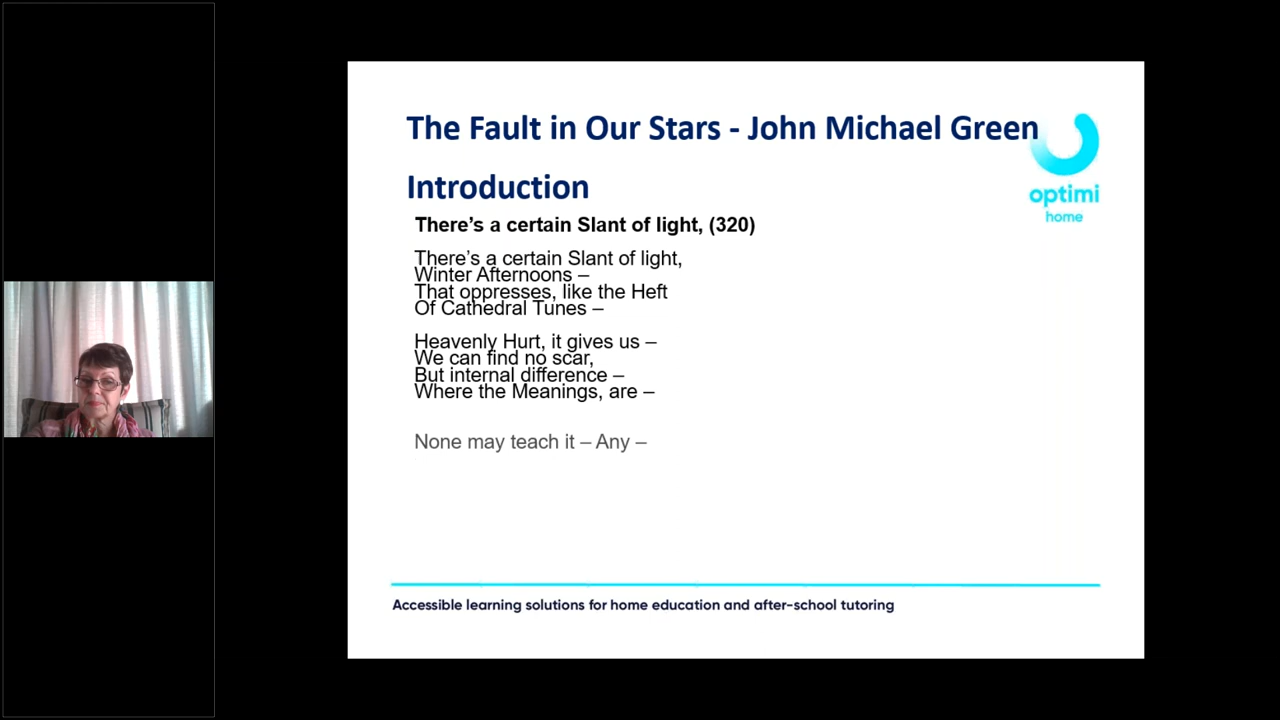 The Fault in Our Stars - John Michael Green
optimi
home
Introduction
There's a certain Slant of light, (320)
There's a certain Slant of light,
Winter Afternoons –
That oppresses, like the Heft
Of Cathedral Tunes –
Heavenly Hurt, it gives us –
We can find no scar,
But internal difference –
Where the Meanings, are –
None may teach it – Any –
Accessible learning solutions for home education and after-school tutoring